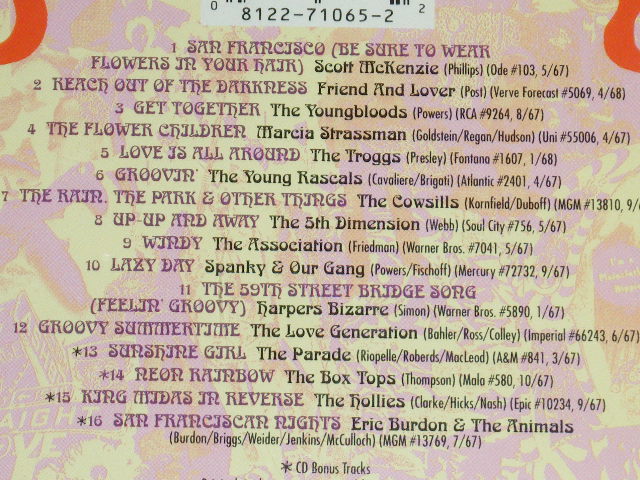 0 8122-71065-2 2
1 SAN FRANCISCO (BE SURE TO WEAR
FLOWERS IN YOUR HAIR) Scott McKenzie (Phillips) (Ode #103, 5/67)
2 REACH OUT OF THE DARKNESS Friend And Lover (Post) (Verve Forecast #5069, 4/68)
3 GET TOGETHER The Youngbloods (Powers) (RCA #9264, 8/67)
4 THE FLOWER CHILDREN Marcia Strassman (Goldstein/Regan/Hudson) (Uni #55006, 4/67)
5 LOVE IS ALL AROUND The Troggs (Presley) (Fontana #1607, 1/68)
6 GROOVIN' The Young Rascals (Cavaliere/Brigati) (Atlantic #2401, 4/67)
7 THE RAIN, THE PARK & OTHER THINGS The Cowsills (Kornfield/Duboff) (MGM #13810, 9/6
8 UP-UP AND AWAY The 5th Dimension (Webb) (Soul City #756, 5/67)
9 WINDY The Association (Friedman) (Warner Bros. #7041, 5/67)
10 LAZY DAY Spanky & Our Gang (Powers/Fischoff) (Mercury #72732, 9/67)
11 THE 59TH STREET BRIDGE SONG
(FEELIN' GROOVY) Harpers Bizarre (Simon) (Warner Bros. #5890, 1/67)
12 GROOVY SUMMERTIME The Love Generation (Bahler/Ross/Colley) (Imperial #66243, 6/67)
*13 SUNSHINE GIRL The Parade (Riopelle/Roberds/MacLeod) (A&M #841, 3/67)
*14 NEON RAINBOW The Box Tops (Thompson) (Mala #580, 10/67)
*15 KING MIDAS IN REVERSE The Hollies (Clarke/Hicks/Nash) (Epic #10234, 9/67)
*16 SAN FRANCISCAN NIGHTS Eric Burdon & The Animals
(Burdon/Briggs/Weider/Jenkins/McCulloch) (MGM #13769, 7/67)
* CD Bonus Tracks